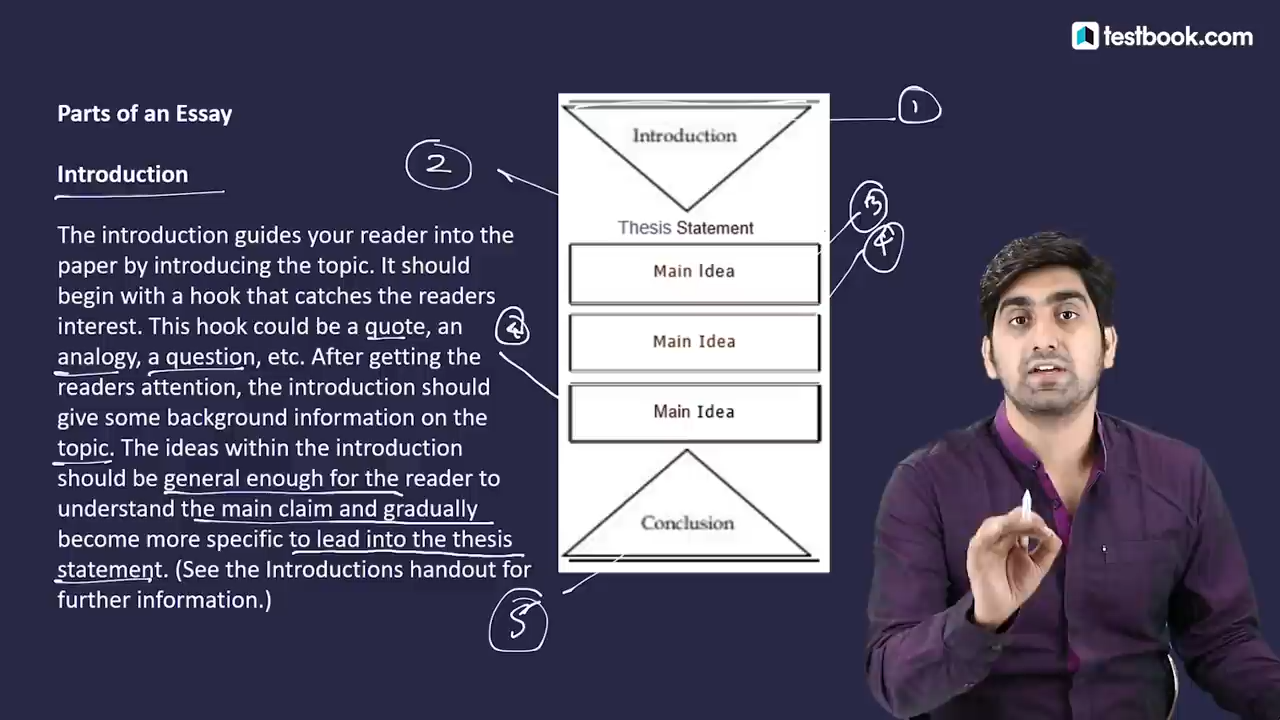 testbook.com
Parts of an Essay
Introduction
The introduction guides your reader into the
paper by introducing the topic. It should
begin with a hook that catches the readers
interest. This hook could be a quote, an
analogy, a question, etc. After getting the
readers attention, the introduction should
give some background information on the
topic. The ideas within the introduction
should be general enough for the reader to
understand the main claim and gradually
become more specific to lead into the thesis
statement. (See the Introductions handout for
further information.)
Introduction
Thesis Statement
Main Idea
Main Idea
Main Idea
Conclusion
1
2
3
4
5